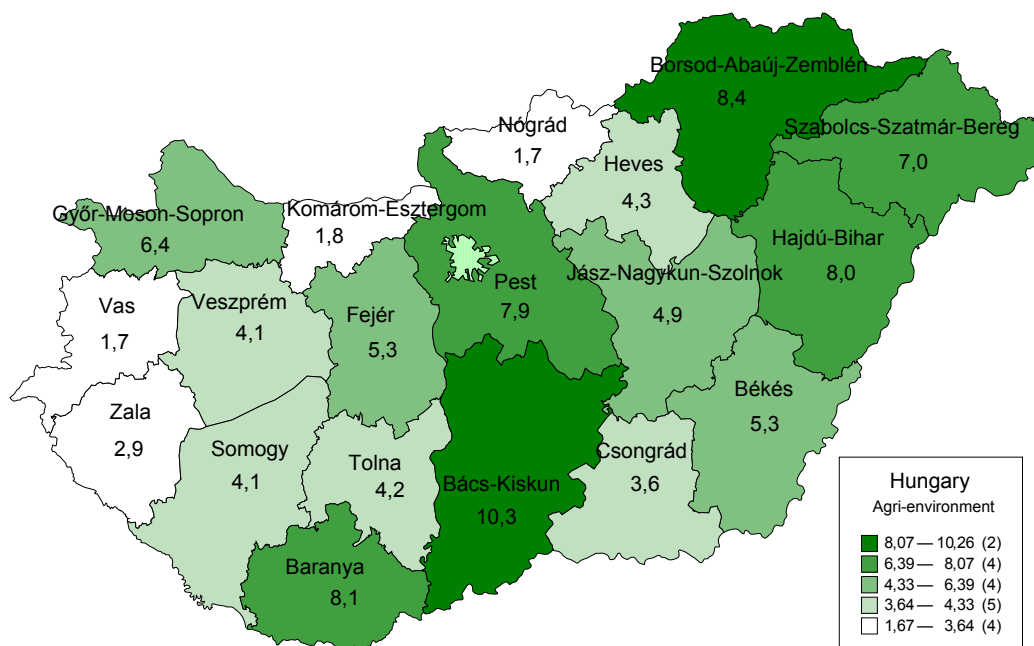 Borsod-Abaúj-Zemblén
8,4
Nógrád
1,7
Szabolcs-Szatmár-Bereg
7,0
Heves
4,3
Győr-Moson-Sopron
6,4
Komárom-Esztergom
1,8
Hajdú-Bihar
8,0
Jász-Nagykun-Szolnok
4,9
Pest
7,9
Vas
1,7
Veszprém
4,1
Fejér
5,3
Békés
5,3
Zala
2,9
Somogy
4,1
Tolna
4,2
Csongrád
3,6
Bács-Kiskun
10,3
Baranya
8,1
Hungary
Agri-environment
8,07 — 10,26 (2)
6,39 — 8,07 (4)
4,33 — 6,39 (4)
3,64 — 4,33 (5)
1,67 — 3,64 (4)